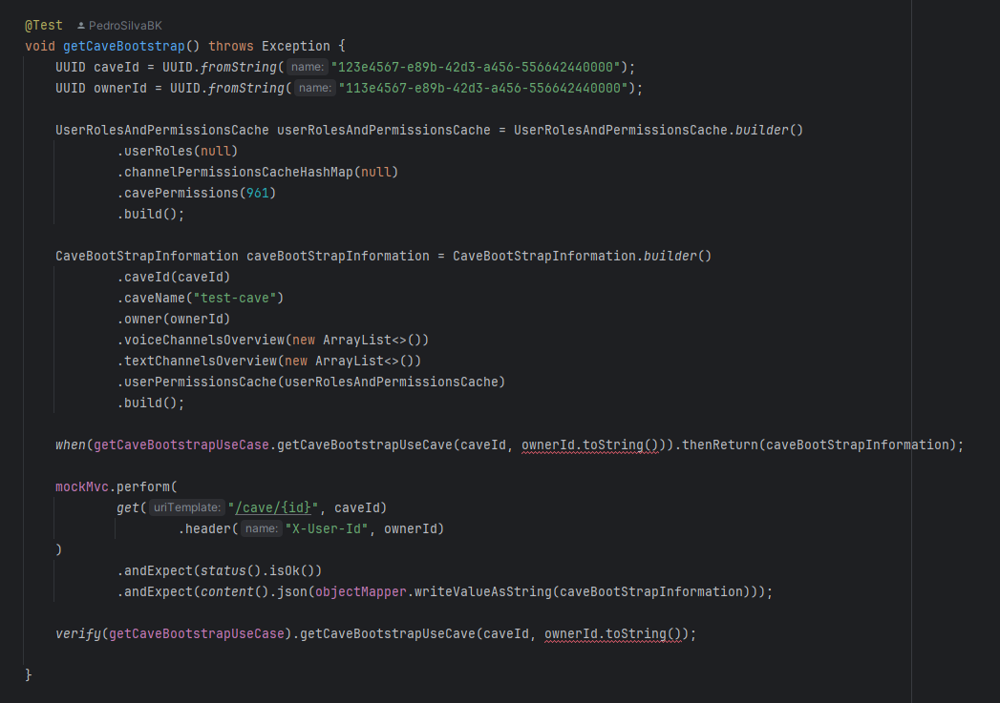 @Test PedroSilvaBK
void getCaveBootstrap() throws Exception {
UUID caveId = UUID.fromString( name: "123e4567-e89b-42d3-a456-556642440000");
UUID ownerId = UUID.fromString( name: "113e4567-e89b-42d3-a456-556642440000");
UserRolesAndPermissionsCache userRolesAndPermissionsCache = UserRolesAndPermissionsCache.builder()
.userRoles(null)
.channelPermissionsCacheHashMap(null)
.cavePermissions(961)
.build();
CaveBootStrapInformation caveBootStrapInformation = CaveBootStrapInformation.builder()
.caveId(caveId)
.caveName("test-cave")
.owner(ownerId)
.voiceChannelsOverview(new ArrayList<>())
.textChannelsOverview(new ArrayList<>())
.userPermissionsCache(userRolesAndPermissionsCache)
.build();
when(getCaveBootstrapUseCase.getCaveBootstrapUseCave(caveId, ownerId.toString())).thenReturn(caveBootStrapInformation);
mockMvc.perform(
get( uriTemplate: "/cave/{id}", caveId)
.header( name: "X-User-Id", ownerId)
)
.andExpect(status().isOk())
.andExpect(content().json(objectMapper.writeValueAsString(caveBootStrapInformation)));
verify(getCaveBootstrapUseCase).getCaveBootstrapUseCave(caveId, ownerId.toString());
}